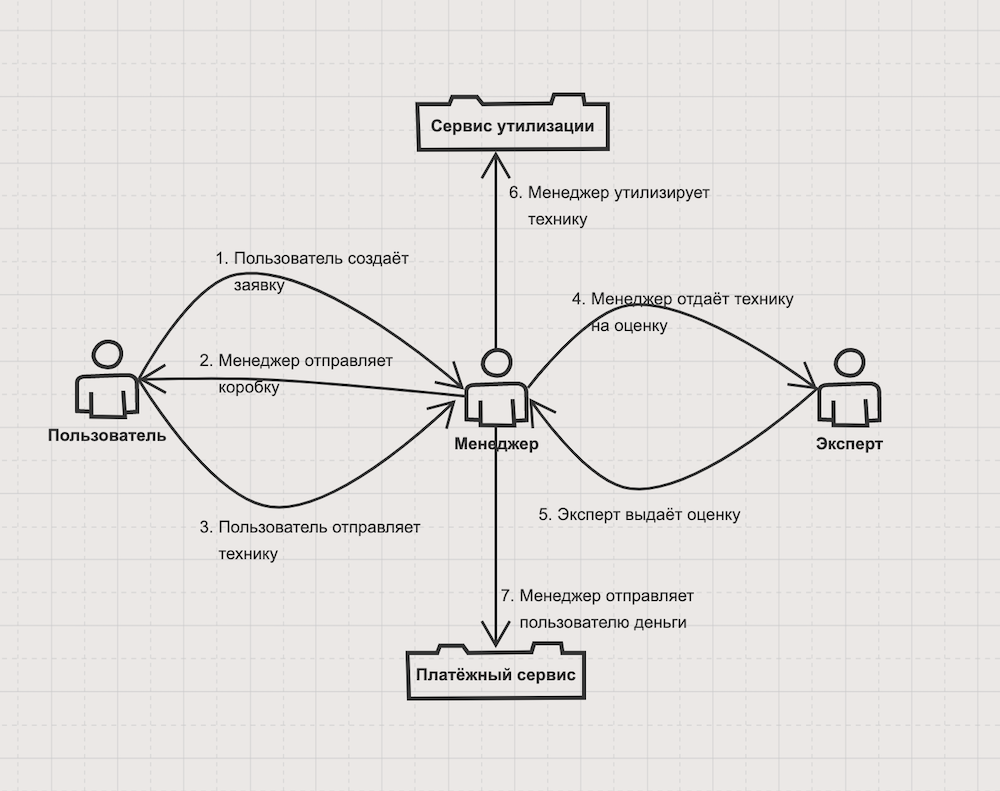 Сервис утилизации
6. Менеджер утилизирует
технику
1. Пользователь создаёт
заявку
4. Менеджер отдаёт технику
на оценку
2. Менеджер отправляет
коробку
Пользователь
Менеджер
Эксперт
5. Эксперт выдаёт оценку
3. Пользователь отправляет
технику
7. Менеджер отправляет
пользователю деньги
Платёжный сервис